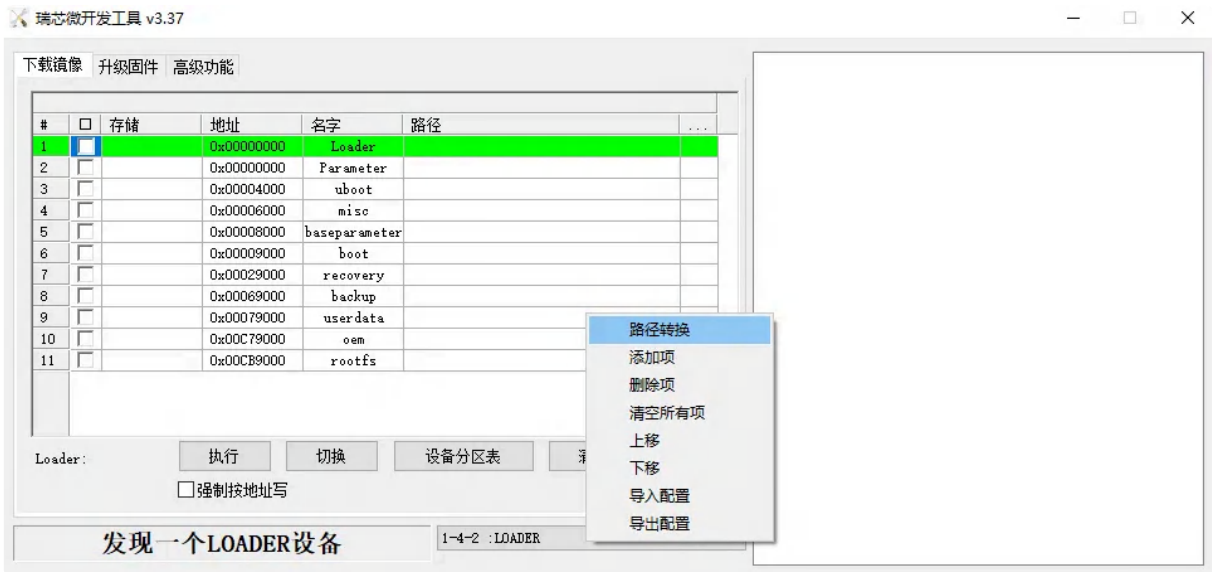 瑞芯微开发工具 v3.37
下载镜像 升级固件 高级功能
# 口 存储 地址 名字 路径 ...
1 0x00000000 Loader
2 0x00000000 Parameter
3 0x00004000 uboot
4 0x00006000 misc
5 0x00008000 baseparameter
6 0x00009000 boot
7 0x00029000 recovery
8 0x00069000 backup
9 0x00079000 userdata
10 0x00C79000 oem
11 0x00CB9000 rootfs
路径转换
添加项
删除项
清空所有项
上移
下移
导入配置
导出配置
Loader: 执行 切换 设备分区表
强制按地址写
发现一个LOADER设备 1-4-2 :LOADER